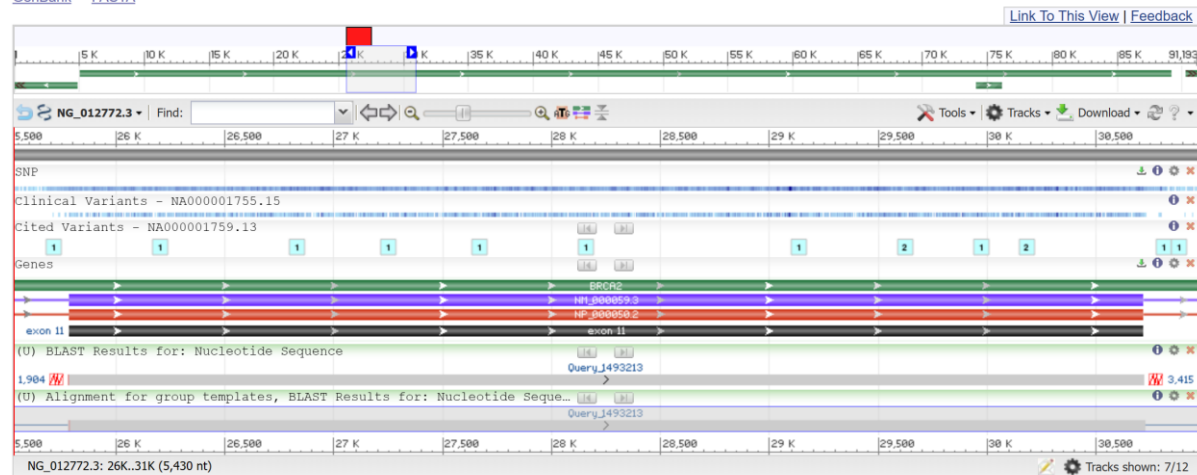 GenBank FASTA
Link To This View | Feedback
5 K 10 K 15 K 20 K K K 35 K 40 K 45 K 50 K 55 K 60 K 65 K 70 K 75 K 80 K 85 K 91,193
NG_012772.3 Find: Tools Tracks Download ?
5,500 26 K 26,500 27 K 27,500 28 K 28,500 29 K 29,500 30 K 30,500
SNP
Clinical Variants - NA000001755.15
Cited Variants - NA000001759.13
1 1 1 1 1 1 1 2 1 2 1 1
Genes
BRCA2
NM_000059.3
NP_000050.2
exon 11 exon 11
(U) BLAST Results for: Nucleotide Sequence
Query_1493213
1,904 3,415
(U) Alignment for group templates, BLAST Results for: Nucleotide Seque…
Query_1493213
5,500 26 K 26,500 27 K 27,500 28 K 28,500 29 K 29,500 30 K 30,500
NG_012772.3: 26K..31K (5,430 nt) Tracks shown: 7/12